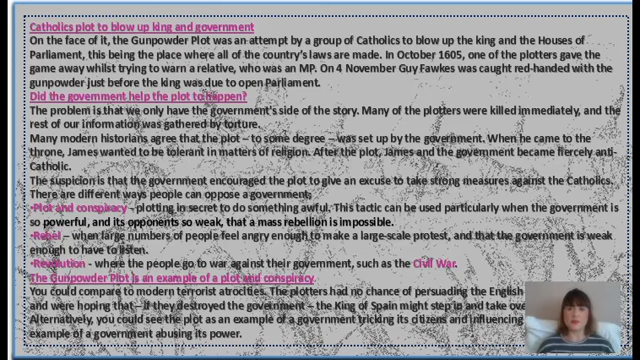 Catholics plot to blow up king and government
On the face of it, the Gunpowder Plot was an attempt by a group of Catholics to blow up the king and the Houses of
Parliament, this being the place where all of the country's laws are made. In October 1605, one of the plotters gave the
game away whilst trying to warn a relative, who was an MP. On 4 November Guy Fawkes was caught red-handed with the
gunpowder just before the king was due to open Parliament.
Did the government help the plot to happen?
The problem is that we only have the government's side of the story. Many of the plotters were killed immediately, and the
rest of our information was gathered by torture.
Many modern historians agree that the plot – to some degree – was set up by the government. When he came to the
throne, James wanted to be tolerant in matters of religion. After the plot, James and the government became fiercely anti-
Catholic.
The suspicion is that the government encouraged the plot to give an excuse to take strong measures against the Catholics.
There are different ways people can oppose a government.
•Plot and conspiracy - plotting in secret to do something awful. This tactic can be used particularly when the government is
so powerful, and its opponents so weak, that a mass rebellion is impossible.
•Rebel – when large numbers of people feel angry enough to make a large-scale protest, and that the government is weak
enough to have to listen.
•Revolution - where the people go to war against their government, such as the Civil War.
The Gunpowder Plot is an example of a plot and conspiracy.
You could compare to modern terrorist atrocities. The plotters had no chance of persuading the English
and were hoping that – if they destroyed the government – the King of Spain might step in and take ove
Alternatively, you could see the plot as an example of a government tricking its citizens and influencing
example of a government abusing its power.